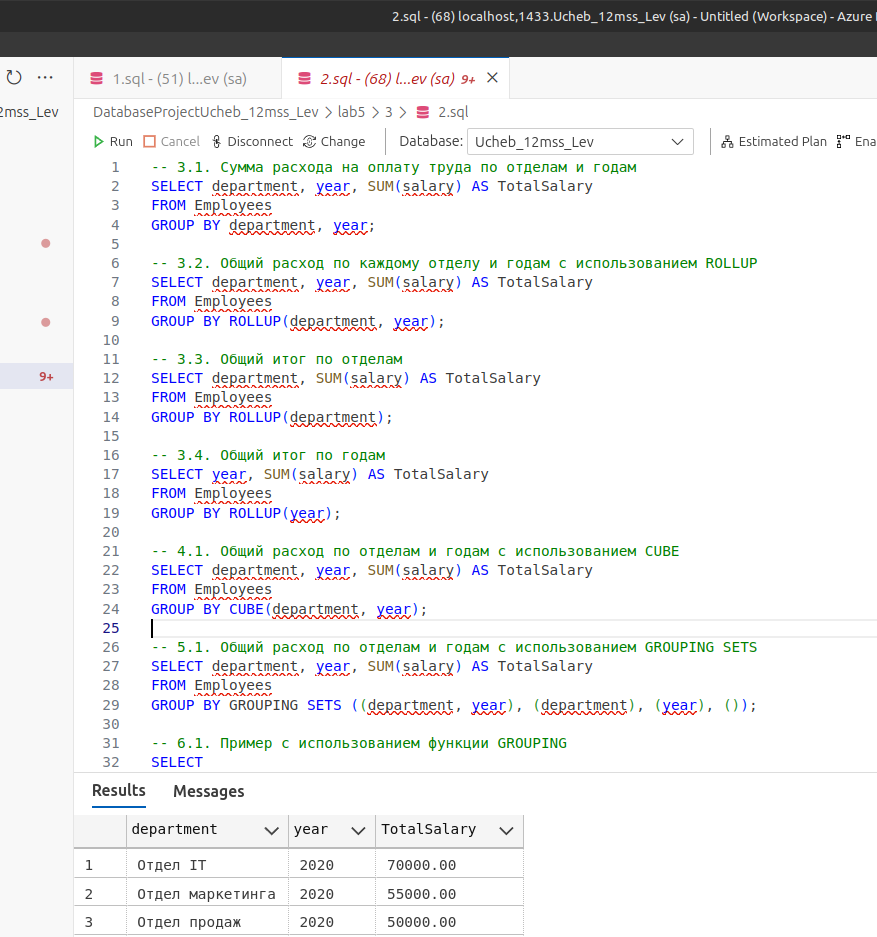 2.sql - (68) localhost,1433.Ucheb_12mss_Lev (sa) - Untitled (Workspace) - Azure
1.sql - (51) l...ev (sa) 2.sql - (68) l...ev (sa) 9+
2mss_Lev DatabaseProjectUcheb_12mss_Lev > lab5 > 3 > 2.sql
Run Cancel Disconnect Change Database: Ucheb_12mss_Lev Estimated Plan Ena
1 -- 3.1. Сумма расхода на оплату труда по отделам и годам
2 SELECT department, year, SUM(salary) AS TotalSalary
3 FROM Employees
4 GROUP BY department, year;
5
6 -- 3.2. Общий расход по каждому отделу и годам с использованием ROLLUP
7 SELECT department, year, SUM(salary) AS TotalSalary
8 FROM Employees
9 GROUP BY ROLLUP(department, year);
10
11 -- 3.3. Общий итог по отделам
12 SELECT department, SUM(salary) AS TotalSalary
9+
13 FROM Employees
14 GROUP BY ROLLUP(department);
15
16 -- 3.4. Общий итог по годам
17 SELECT year, SUM(salary) AS TotalSalary
18 FROM Employees
19 GROUP BY ROLLUP(year);
20
21 -- 4.1. Общий расход по отделам и годам с использованием CUBE
22 SELECT department, year, SUM(salary) AS TotalSalary
23 FROM Employees
24 GROUP BY CUBE(department, year);
25
26 -- 5.1. Общий расход по отделам и годам с использованием GROUPING SETS
27 SELECT department, year, SUM(salary) AS TotalSalary
28 FROM Employees
29 GROUP BY GROUPING SETS ((department, year), (department), (year), ());
30
31 -- 6.1. Пример с использованием функции GROUPING
32 SELECT
Results Messages
department year TotalSalary
1 Отдел IT 2020 70000.00
2 Отдел маркетинга 2020 55000.00
3 Отдел продаж 2020 50000.00